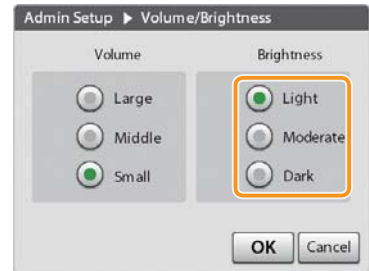 Admin Setup ▶ Volume/Brightness
Volume
Brightness
Large
Middle
Small
Light
Moderate
Dark
OK
Cancel